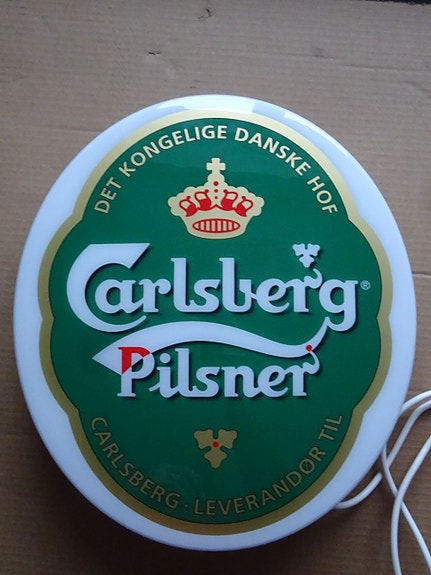 DET KONGELIGE DANSKE HOF
Carlsberg®
Pilsner
CARLSBERG · LEVERANDØR TIL